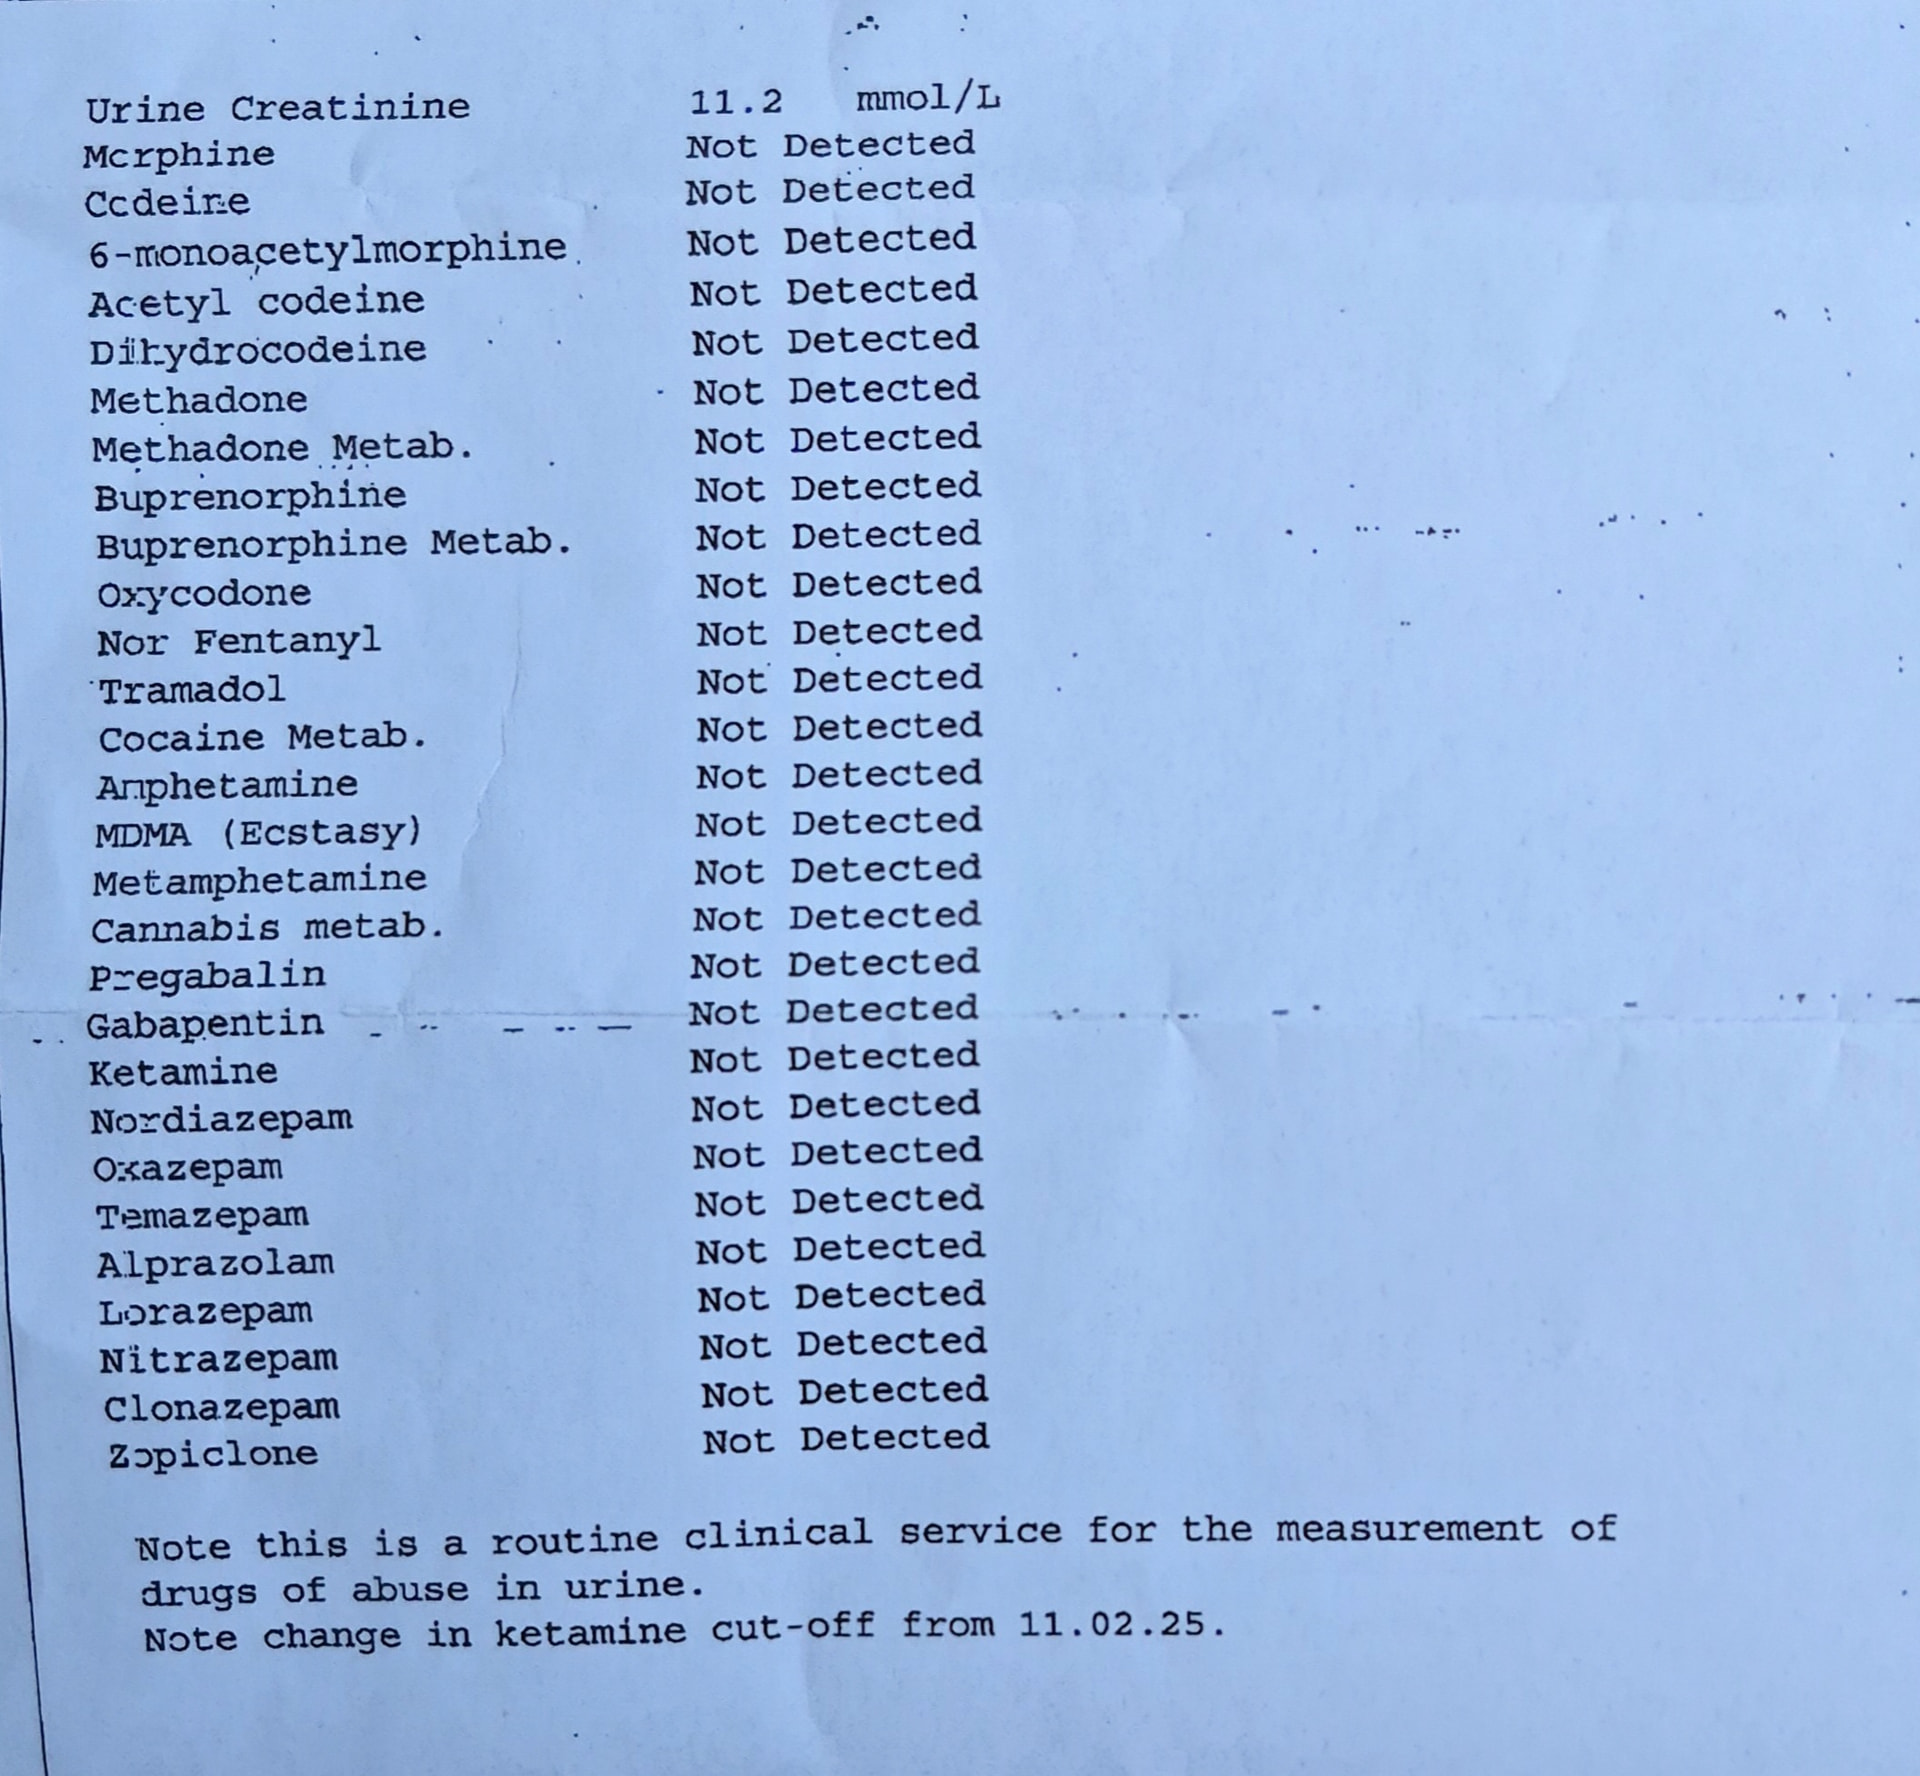 Urine Creatinine 11.2 mmol/L
Morphine Not Detected
Codeine Not Detected
6-monoacetylmorphine Not Detected
Acetyl codeine Not Detected
Dihydrocodeine Not Detected
Methadone Not Detected
Methadone Metab. Not Detected
Buprenorphine Not Detected
Buprenorphine Metab. Not Detected
Oxycodone Not Detected
Nor Fentanyl Not Detected
Tramadol Not Detected
Cocaine Metab. Not Detected
Amphetamine Not Detected
MDMA (Ecstasy) Not Detected
Metamphetamine Not Detected
Cannabis metab. Not Detected
Pregabalin Not Detected
Gabapentin Not Detected
Ketamine Not Detected
Nordiazepam Not Detected
Oxazepam Not Detected
Temazepam Not Detected
Alprazolam Not Detected
Lorazepam Not Detected
Nitrazepam Not Detected
Clonazepam Not Detected
Zopiclone Not Detected
Note this is a routine clinical service for the measurement of
drugs of abuse in urine.
Note change in ketamine cut-off from 11.02.25.